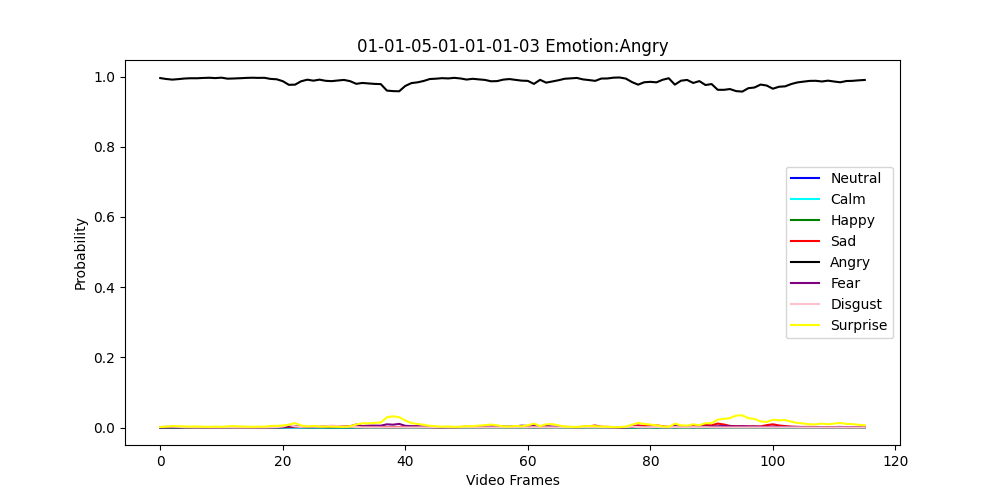 01-01-05-01-01-01-03 Emotion:Angry
1.0
0.8
0.6
0.4
0.2
0.0
Probability
Neutral
Calm
Happy
Sad
Angry
Fear
Disgust
Surprise
0 20 40 60 80 100 120
Video Frames